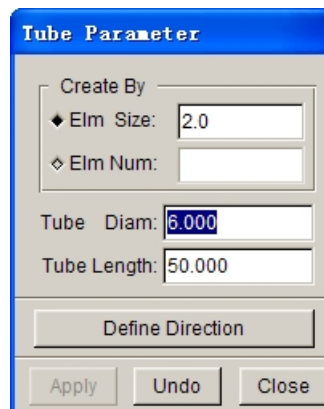 Tube Parameter
Create By
Elm Size: 2.0
Elm Num:
Tube Diam: 6.000
Tube Length: 50.000
Define Direction
Apply Undo Close